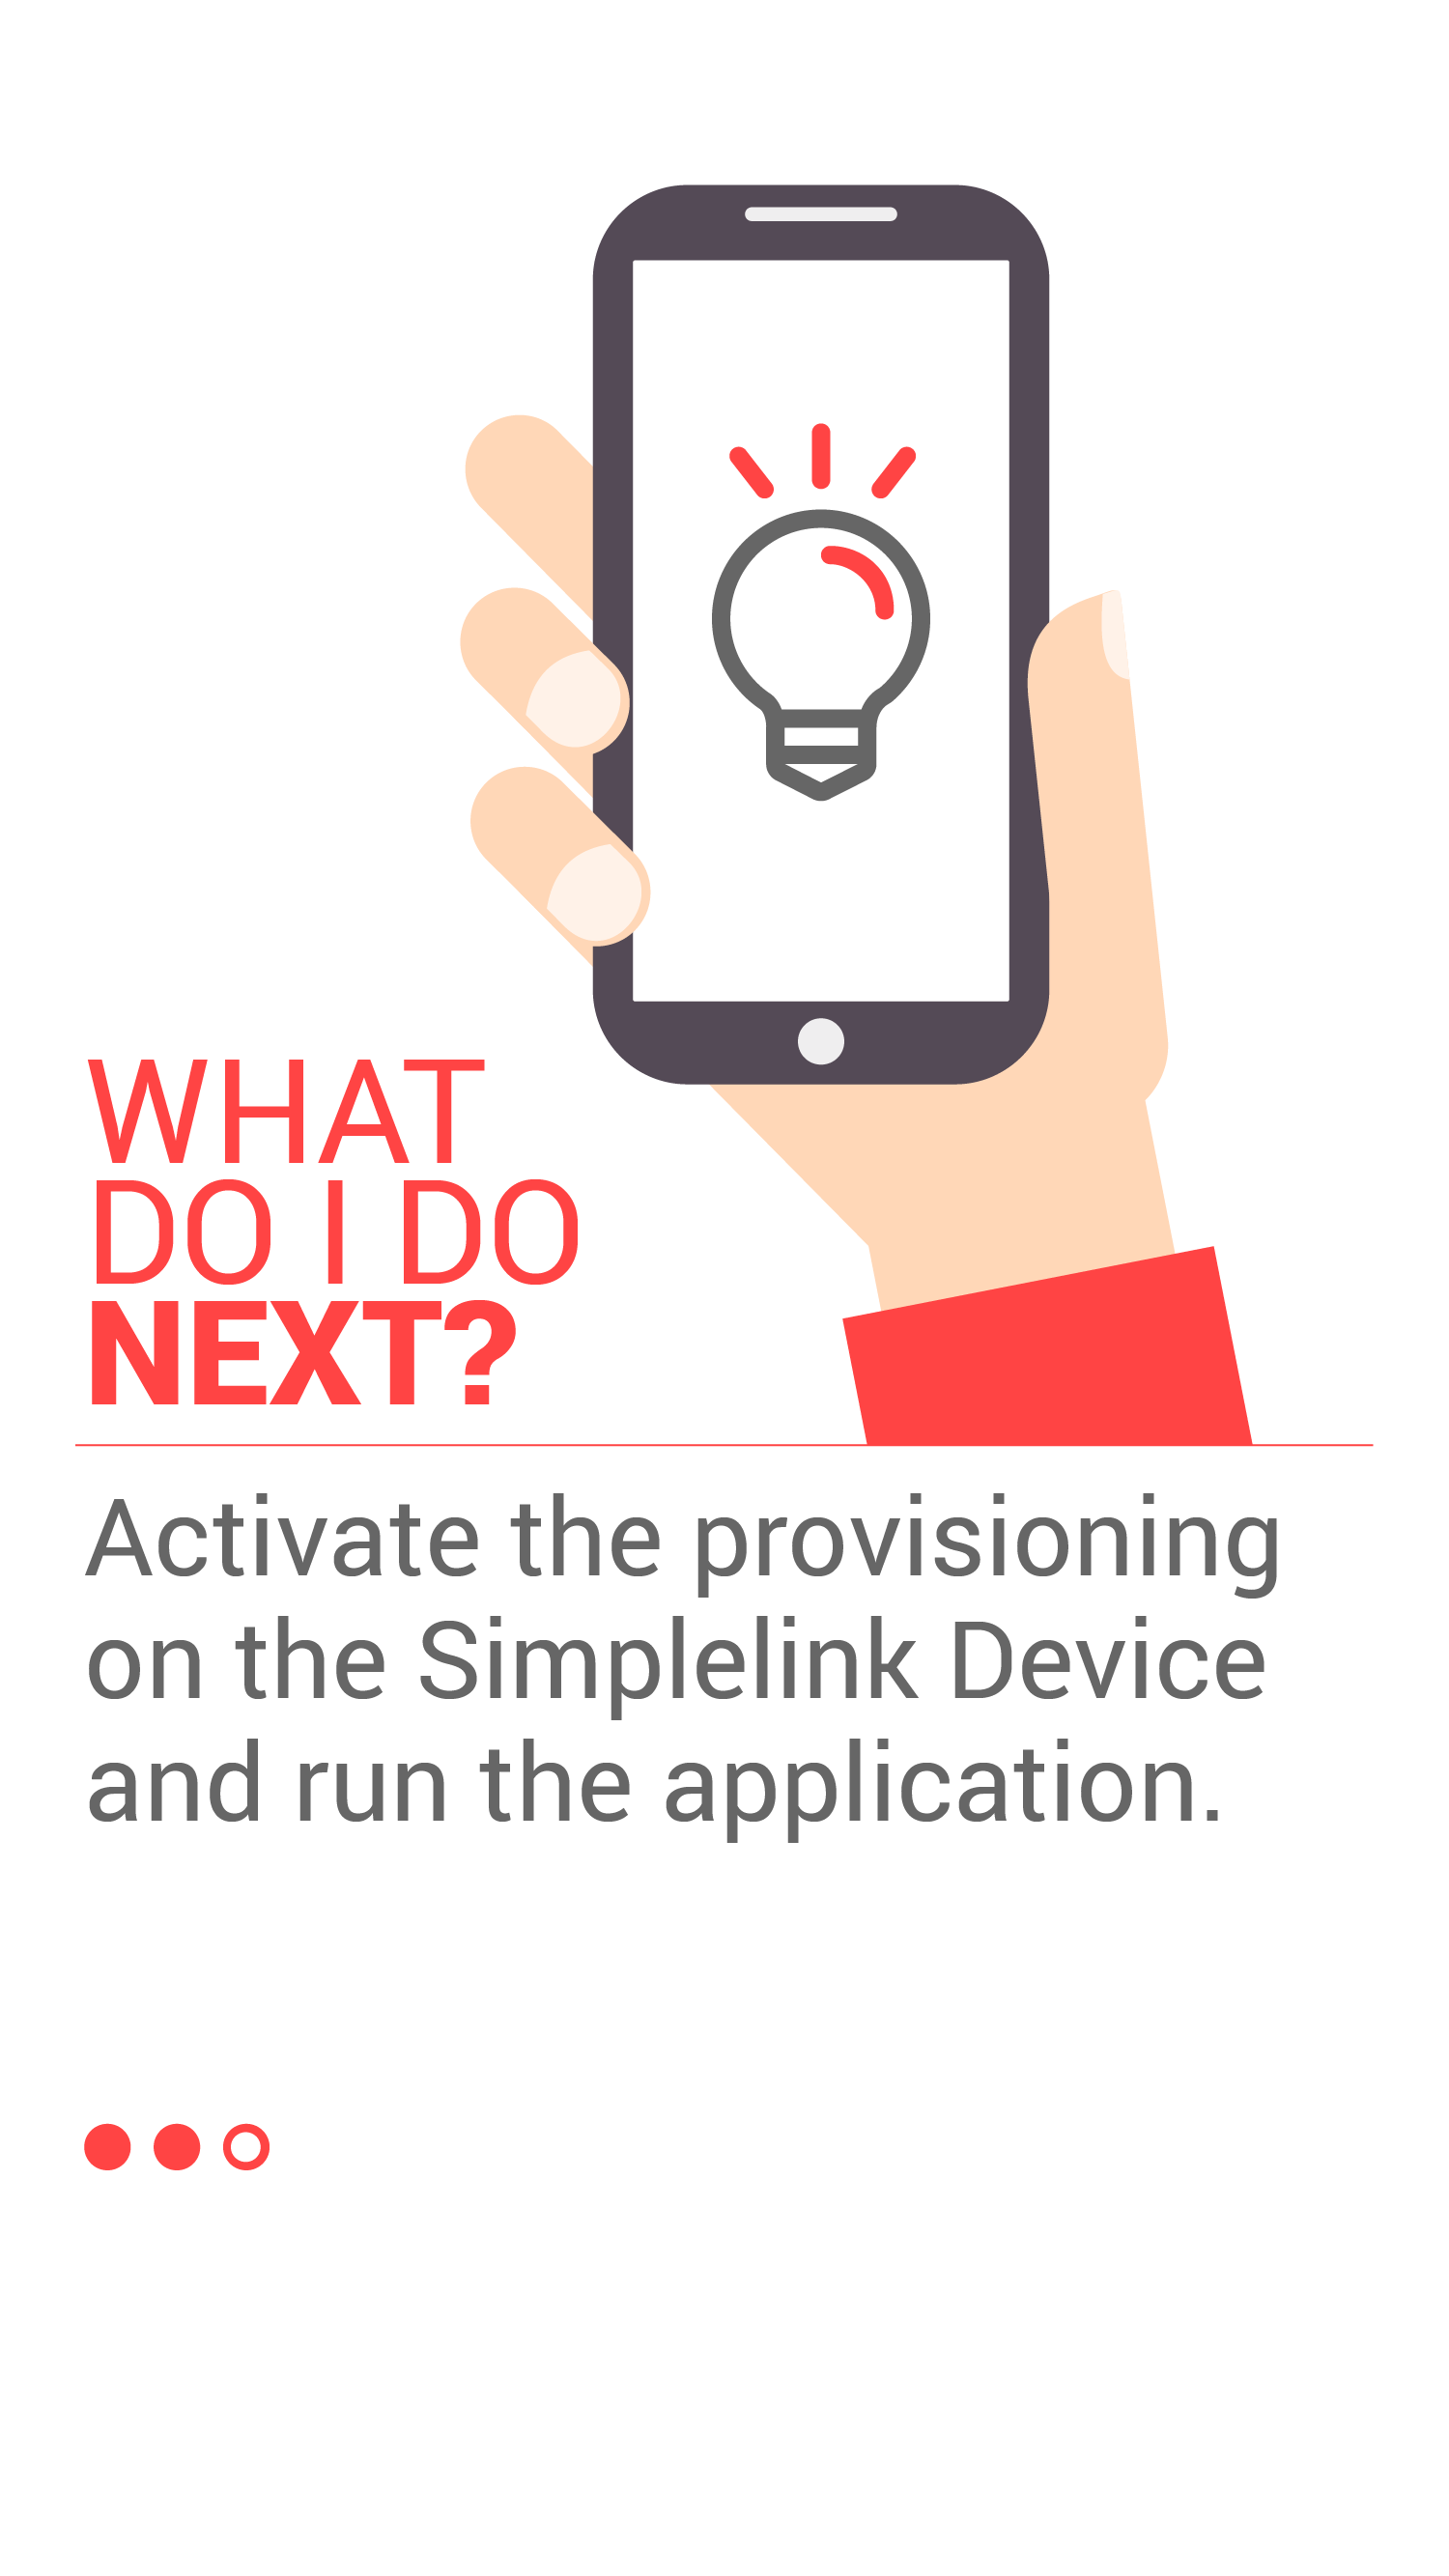 WHAT
DO I DO
NEXT?
Activate the provisioning
on the Simplelink Device
and run the application.